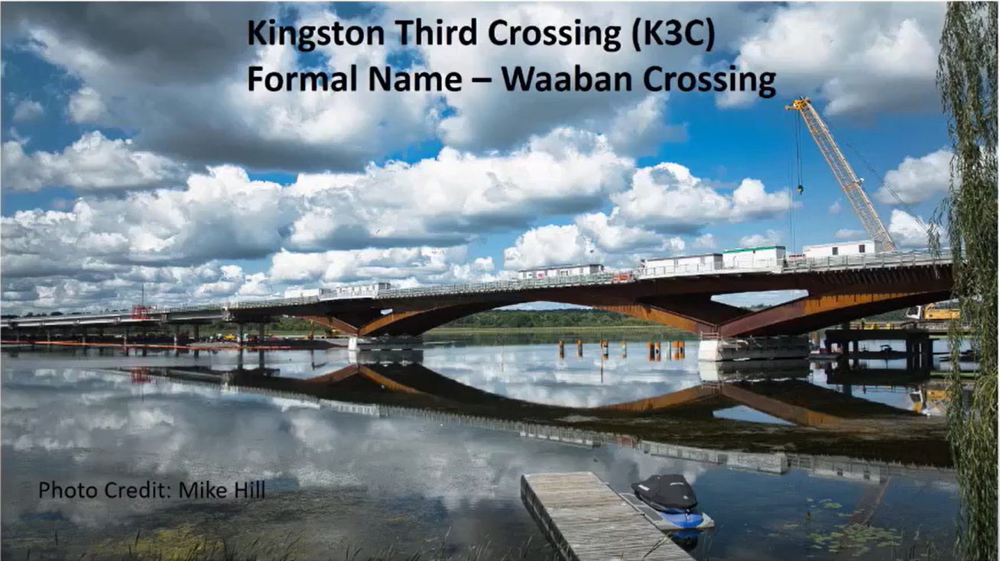 Kingston Third Crossing (K3C)
Formal Name – Waaban Crossing
Photo Credit: Mike Hill